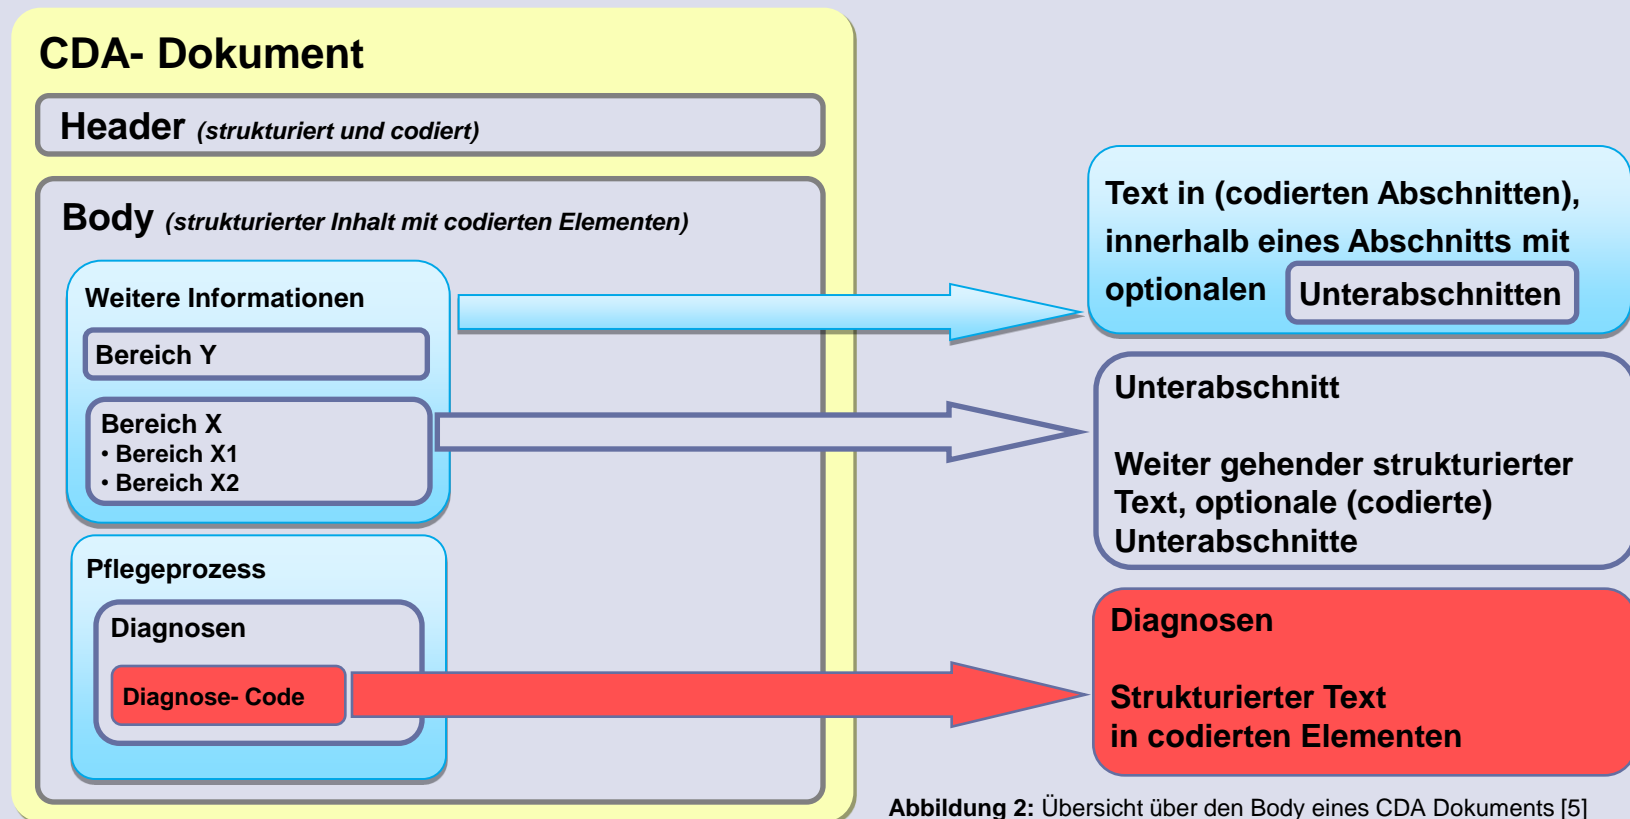 CDA- Dokument
Header (strukturiert und codiert)
Body (strukturierter Inhalt mit codierten Elementen)
Weitere Informationen
Bereich Y
Bereich X
• Bereich X1
• Bereich X2
Pflegeprozess
Diagnosen
Diagnose- Code
Text in (codierten Abschnitten),
innerhalb eines Abschnitts mit
optionalen Unterabschnitten
Unterabschnitt
Weiter gehender strukturierter
Text, optionale (codierte)
Unterabschnitte
Diagnosen
Strukturierter Text
in codierten Elementen
Abbildung 2: Übersicht über den Body eines CDA Dokuments [5]